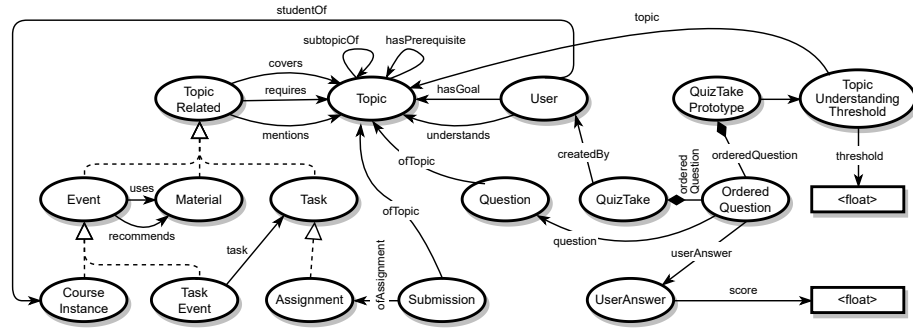 studentOf
topic
subtopicOf
hasPrerequisite
covers
Topic
Related
requires
Topic
hasGoal
User
QuizTake
Prototype
Topic
Understanding
Threshold
mentions
understands
ofTopic
createdBy
ordered
Question
orderedQuestion
threshold
Event
uses
Material
Task
Question
QuizTake
Ordered
Question
<float>
recommends
ofTopic
task
question
userAnswer
Course
Instance
Task
Event
Assignment
ofAssignment
Submission
UserAnswer
score
<float>